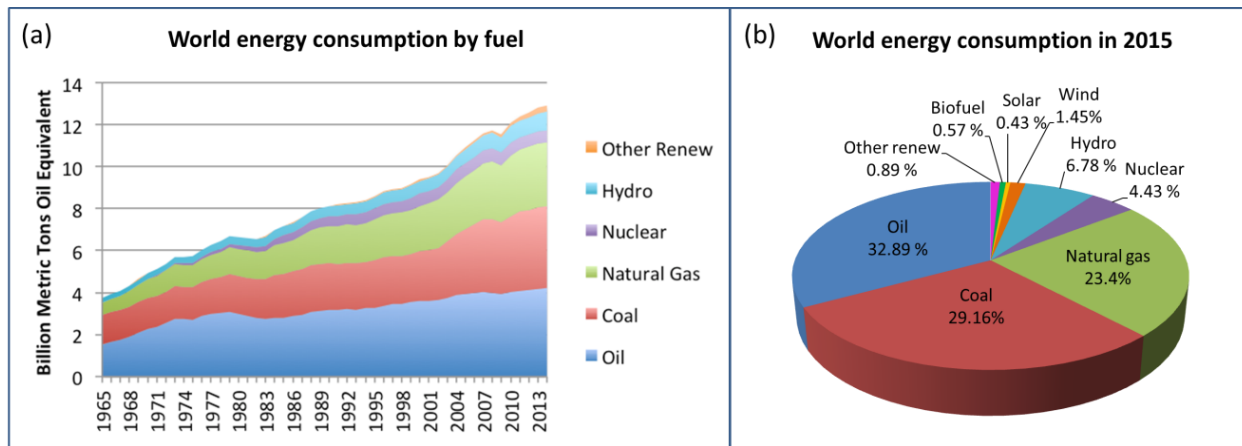 (a)
World energy consumption by fuel
Billion Metric Tons Oil Equivalent
14
12
10
8
6
4
2
0
1965
1968
1971
1974
1977
1980
1983
1986
1989
1992
1995
1998
2001
2004
2007
2010
2013
Other Renew
Hydro
Nuclear
Natural Gas
Coal
Oil
(b)
World energy consumption in 2015
Other renew
0.89 %
Biofuel
0.57 %
Solar
0.43 %
Wind
1.45%
Hydro
6.78 %
Nuclear
4.43 %
Natural gas
23.4%
Coal
29.16%
Oil
32.89 %